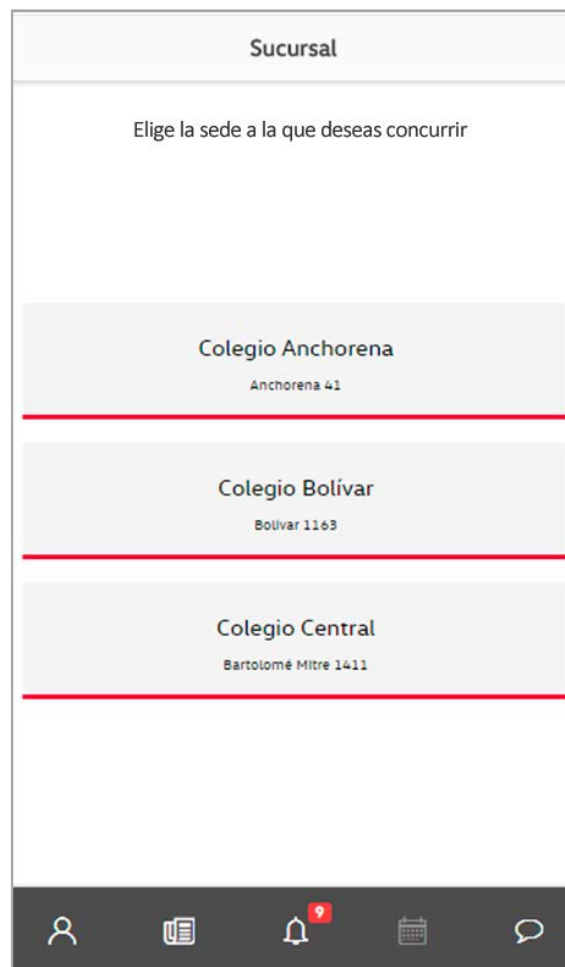 Sucursal
Elige la sede a la que deseas concurrir
Colegio Anchorena
Anchorena 41
Colegio Bolívar
Bolívar 1163
Colegio Central
Bartolomé Mitre 1411
9